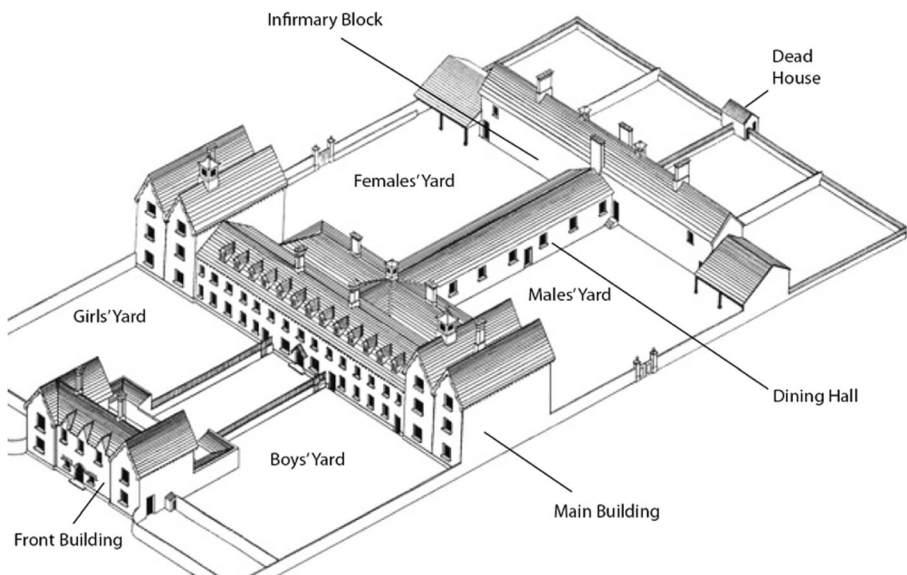 Infirmary Block
Dead
House
Females' Yard
Girls' Yard
Males' Yard
Dining Hall
Boys' Yard
Main Building
Front Building